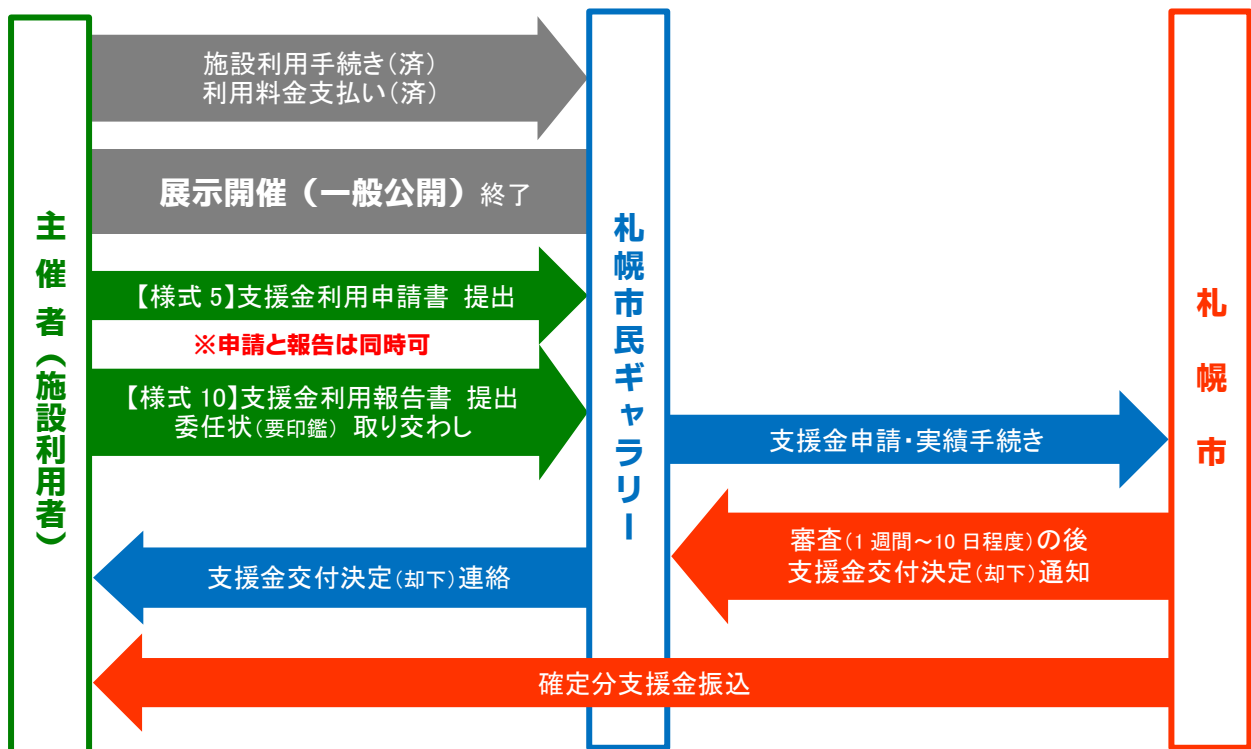 施設利用手続き（済）
利用料金支払い（済）
展示開催（一般公開）終了
主催者（施設利用者）
札幌市民ギャラリー
札幌市
【様式5】支援金利用申請書 提出
※申請と報告は同時可
【様式10】支援金利用報告書 提出
委任状（要印鑑） 取り交わし
支援金申請・実績手続き
審査（1週間～10日程度）の後
支援金交付決定（却下）通知
支援金交付決定（却下）連絡
確定分支援金振込